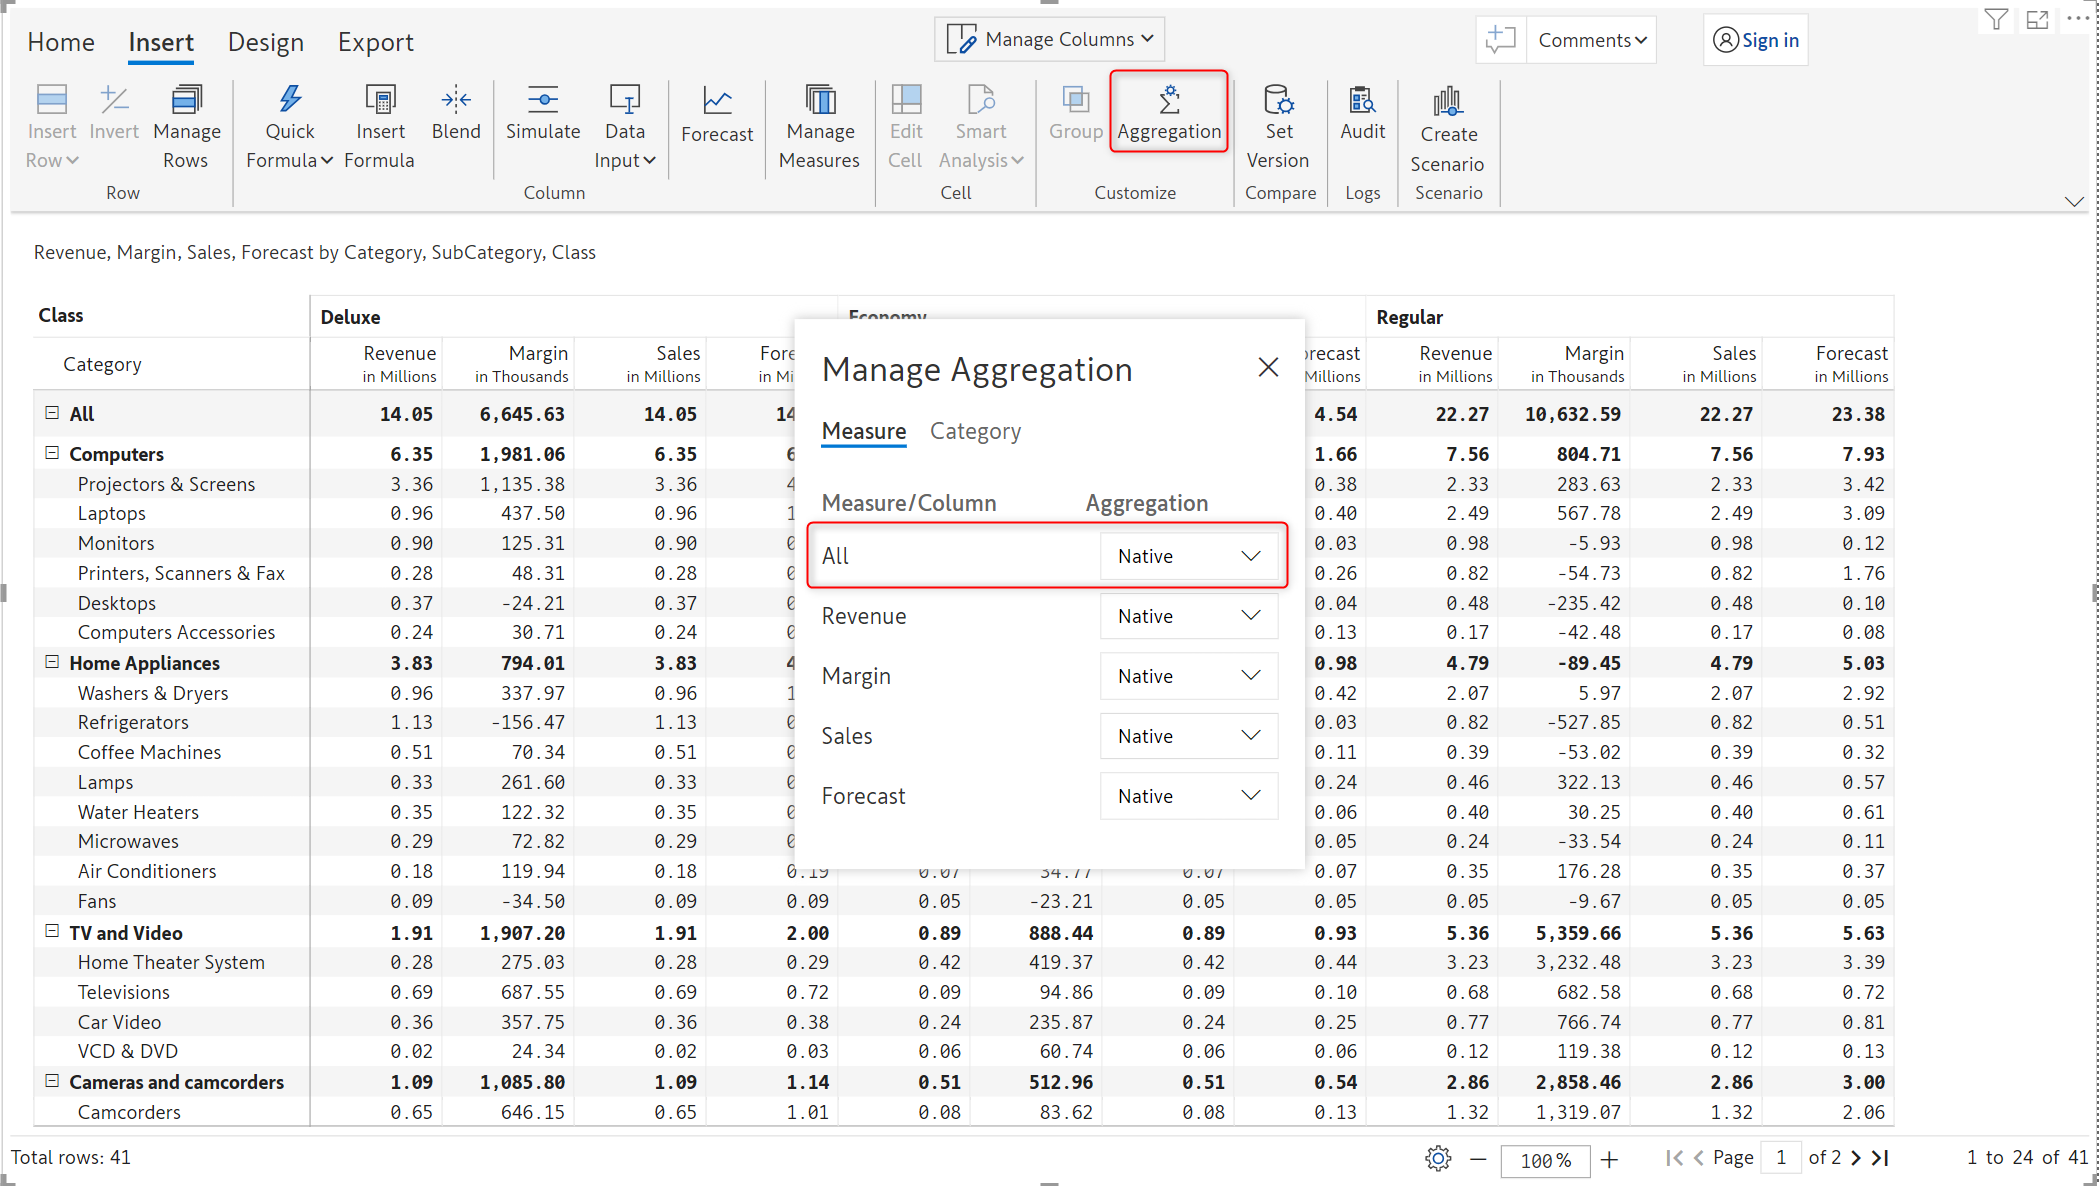 Home Insert Design Export Manage Columns Comments Sign in
Insert Row Invert Manage Rows Quick Formula Insert Formula Blend Simulate Data Input Forecast Manage Measures Edit Cell Smart Analysis Group Aggregation Set Version Audit Create Scenario
Row Column Cell Customize Compare Logs Scenario
Revenue, Margin, Sales, Forecast by Category, SubCategory, Class
Class Deluxe Economy Regular
Category Revenue in Millions Margin in Thousands Sales in Millions Fore in Mi recast Millions Revenue in Millions Margin in Thousands Sales in Millions Forecast in Millions
All 14.05 6,645.63 14.05 14 4.54 22.27 10,632.59 22.27 23.38
Computers 6.35 1,981.06 6.35 6 1.66 7.56 804.71 7.56 7.93
Projectors & Screens 3.36 1,135.38 3.36 4 0.38 2.33 283.63 2.33 3.42
Laptops 0.96 437.50 0.96 1 0.40 2.49 567.78 2.49 3.09
Monitors 0.90 125.31 0.90 0 0.03 0.98 -5.93 0.98 0.12
Printers, Scanners & Fax 0.28 48.31 0.28 0 0.26 0.82 -54.73 0.82 1.76
Desktops 0.37 -24.21 0.37 0 0.04 0.48 -235.42 0.48 0.10
Computers Accessories 0.24 30.71 0.24 0 0.13 0.17 -42.48 0.17 0.08
Home Appliances 3.83 794.01 3.83 4 0.98 4.79 -89.45 4.79 5.03
Washers & Dryers 0.96 337.97 0.96 1 0.42 2.07 5.97 2.07 2.92
Refrigerators 1.13 -156.47 1.13 0 0.03 0.82 -527.85 0.82 0.51
Coffee Machines 0.51 70.34 0.51 0 0.11 0.39 -53.02 0.39 0.32
Lamps 0.33 261.60 0.33 0 0.24 0.46 322.13 0.46 0.57
Water Heaters 0.35 122.32 0.35 0 0.06 0.40 30.25 0.40 0.61
Microwaves 0.29 72.82 0.29 0 0.05 0.24 -33.54 0.24 0.11
Air Conditioners 0.18 119.94 0.18 0.19 0.07 34.77 0.07 0.07 0.35 176.28 0.35 0.37
Fans 0.09 -34.50 0.09 0.09 0.05 -23.21 0.05 0.05 0.05 -9.67 0.05 0.05
TV and Video 1.91 1,907.20 1.91 2.00 0.89 888.44 0.89 0.93 5.36 5,359.66 5.36 5.63
Home Theater System 0.28 275.03 0.28 0.29 0.42 419.37 0.42 0.44 3.23 3,232.48 3.23 3.39
Televisions 0.69 687.55 0.69 0.72 0.09 94.86 0.09 0.10 0.68 682.58 0.68 0.72
Car Video 0.36 357.75 0.36 0.38 0.24 235.87 0.24 0.25 0.77 766.74 0.77 0.81
VCD & DVD 0.02 24.34 0.02 0.03 0.06 60.74 0.06 0.06 0.12 119.38 0.12 0.13
Cameras and camcorders 1.09 1,085.80 1.09 1.14 0.51 512.96 0.51 0.54 2.86 2,858.46 2.86 3.00
Camcorders 0.65 646.15 0.65 1.01 0.08 83.62 0.08 0.13 1.32 1,319.07 1.32 2.06
Manage Aggregation
Measure Category
Measure/Column Aggregation
All Native
Revenue Native
Margin Native
Sales Native
Forecast Native
Total rows: 41 100% Page 1 of 2 1 to 24 of 41